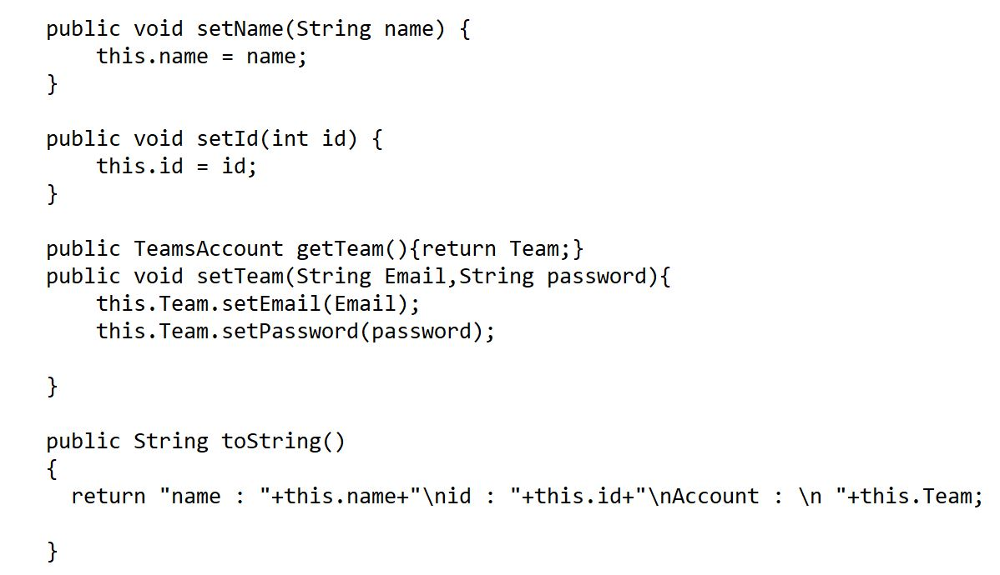 public void setName(String name) {
    this.name = name;
}

public void setId(int id) {
    this.id = id;
}

public TeamsAccount getTeam(){return Team;}
public void setTeam(String Email,String password){
    this.Team.setEmail(Email);
    this.Team.setPassword(password);

}

public String toString()
{
  return "name : "+this.name+"\nid : "+this.id+"\nAccount : \n "+this.Team;

}